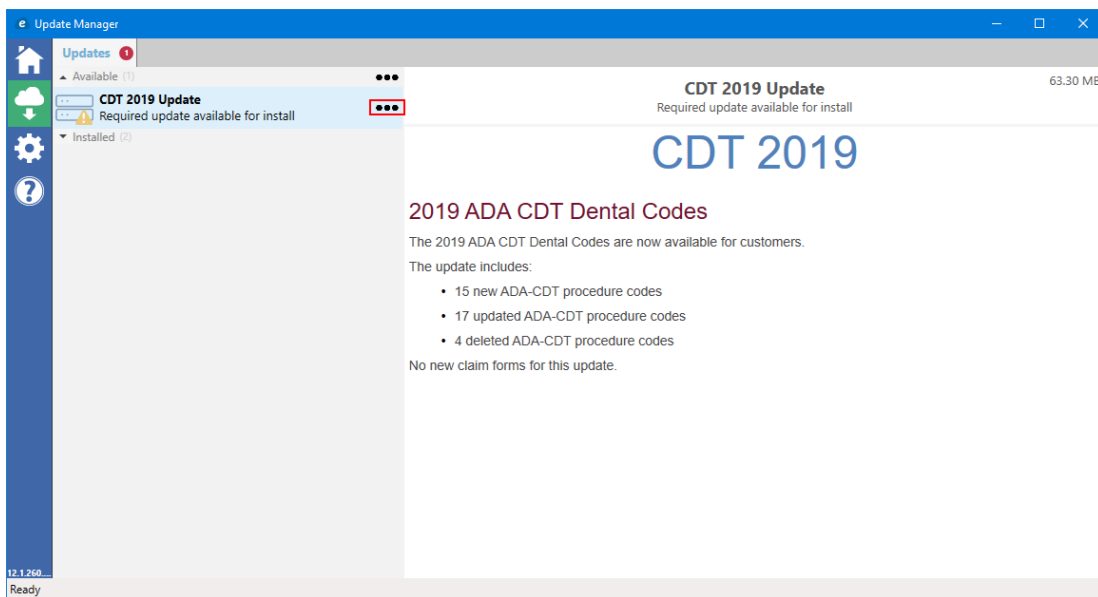 e Update Manager
Updates 1
Available (1)
CDT 2019 Update
Required update available for install
Installed (2)
CDT 2019 Update
63.30 MB
Required update available for install
CDT 2019
2019 ADA CDT Dental Codes
The 2019 ADA CDT Dental Codes are now available for customers.
The update includes:
• 15 new ADA-CDT procedure codes
• 17 updated ADA-CDT procedure codes
• 4 deleted ADA-CDT procedure codes
No new claim forms for this update.
?
12.1.260....
Ready